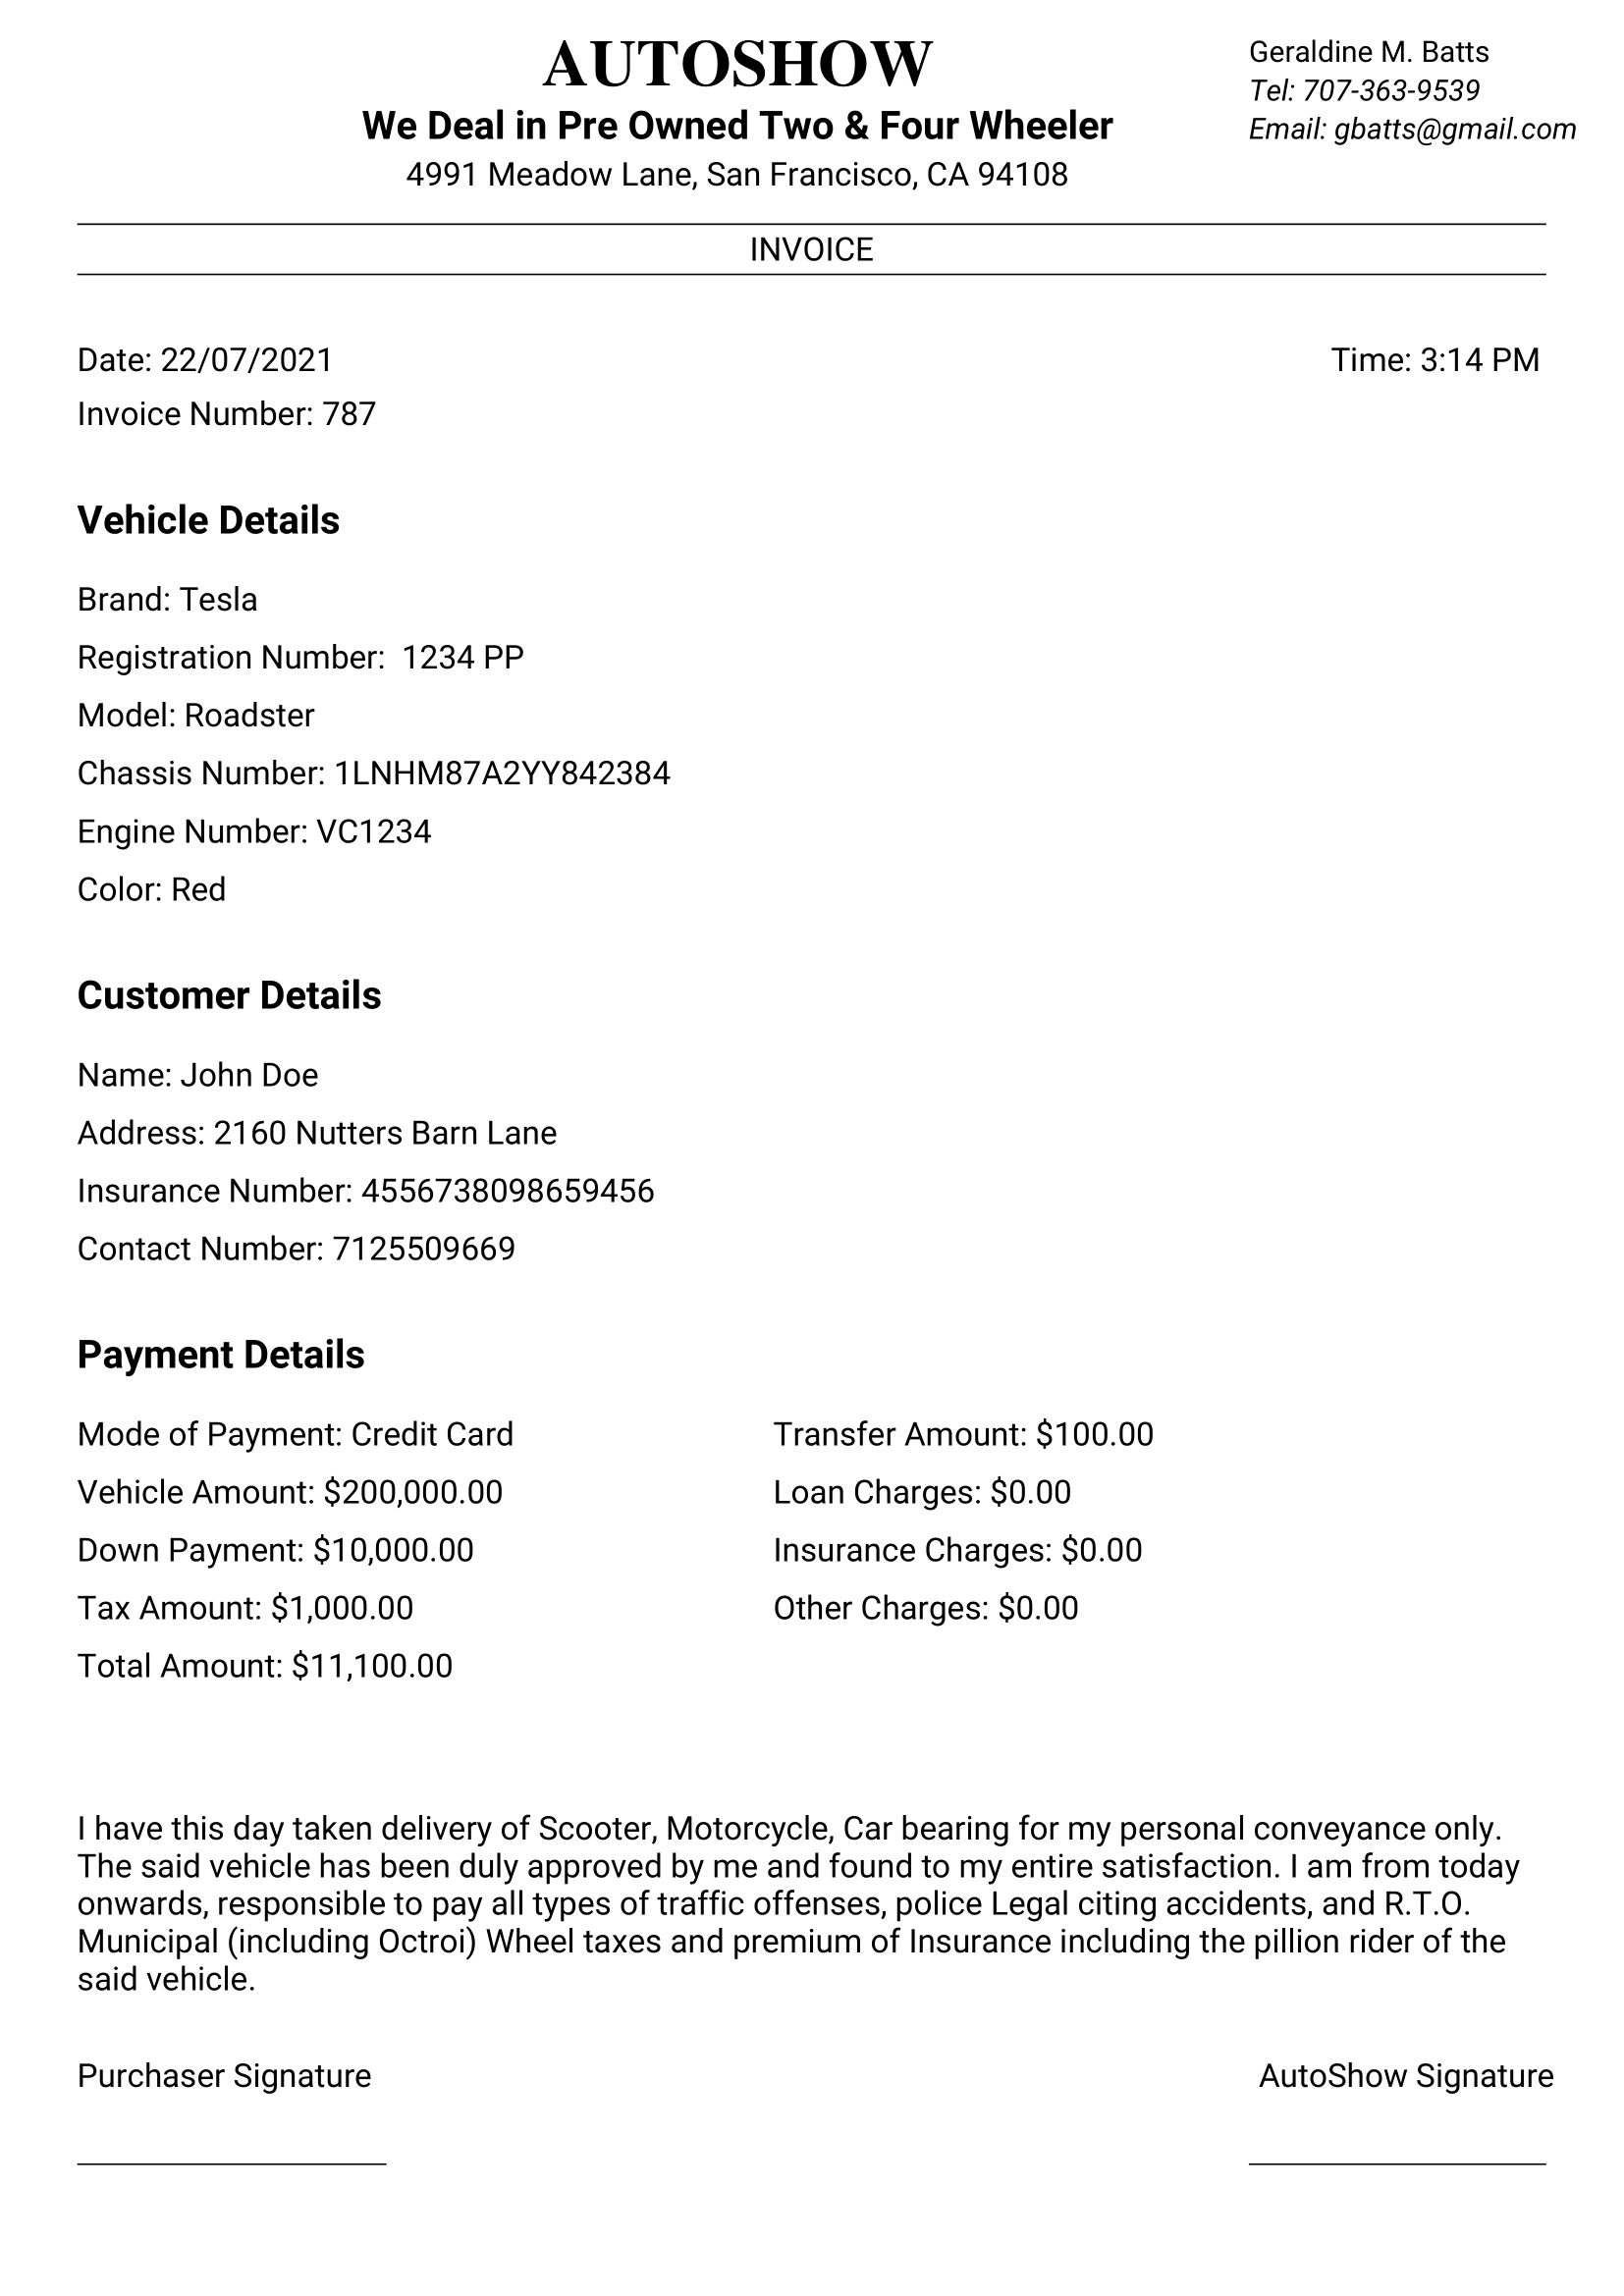 AUTOSHOW
We Deal in Pre Owned Two & Four Wheeler
4991 Meadow Lane, San Francisco, CA 94108
Geraldine M. Batts
Tel: 707-363-9539
Email: gbatts@gmail.com
INVOICE
Date: 22/07/2021
Time: 3:14 PM
Invoice Number: 787
Vehicle Details
Brand: Tesla
Registration Number:  1234 PP
Model: Roadster
Chassis Number: 1LNHM87A2YY842384
Engine Number: VC1234
Color: Red
Customer Details
Name: John Doe
Address: 2160 Nutters Barn Lane
Insurance Number: 4556738098659456
Contact Number: 7125509669
Payment Details
Mode of Payment: Credit Card
Vehicle Amount: $200,000.00
Down Payment: $10,000.00
Tax Amount: $1,000.00
Total Amount: $11,100.00
Transfer Amount: $100.00
Loan Charges: $0.00
Insurance Charges: $0.00
Other Charges: $0.00
I have this day taken delivery of Scooter, Motorcycle, Car bearing for my personal conveyance only.
The said vehicle has been duly approved by me and found to my entire satisfaction. I am from today
onwards, responsible to pay all types of traffic offenses, police Legal citing accidents, and R.T.O.
Municipal (including Octroi) Wheel taxes and premium of Insurance including the pillion rider of the
said vehicle.
Purchaser Signature
AutoShow Signature